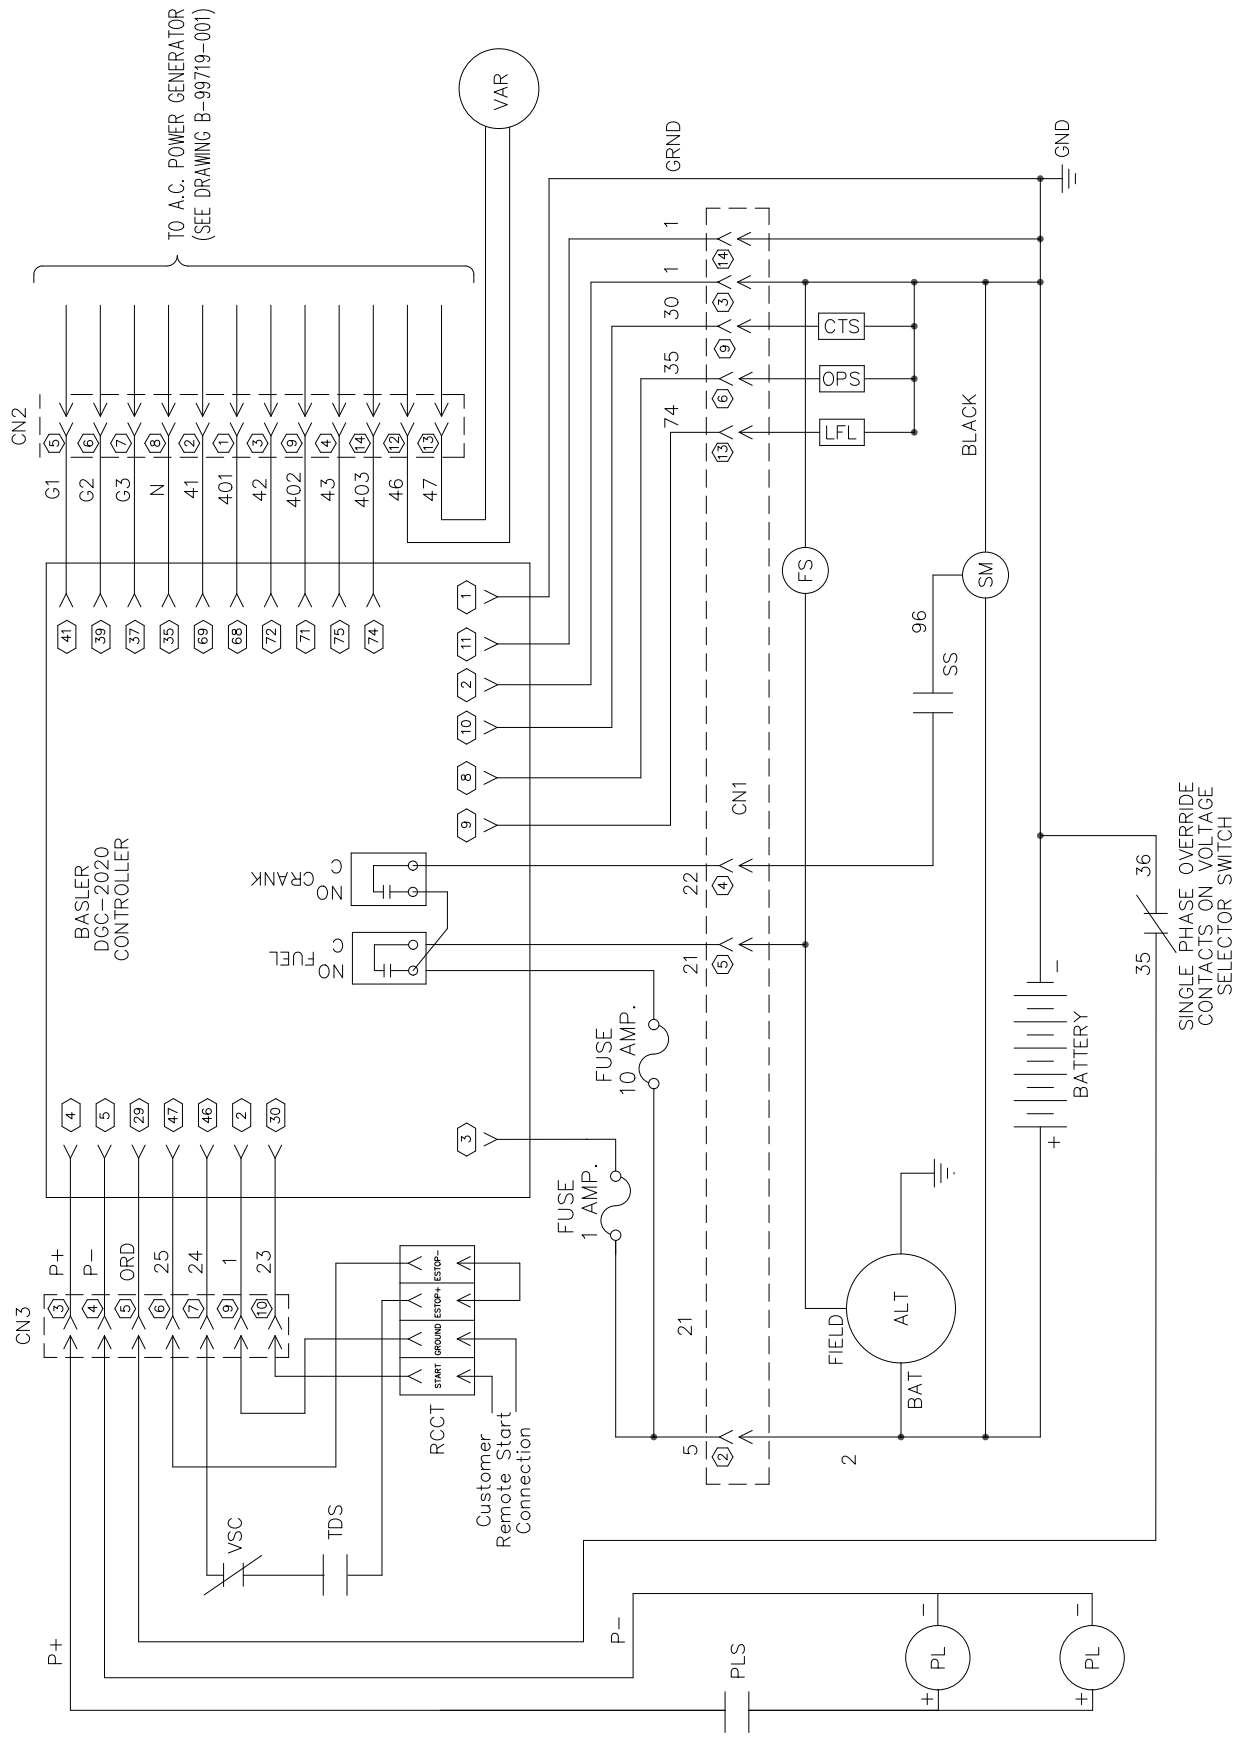 TO A.C. POWER GENERATOR
(SEE DRAWING B-99719-001)
VAR
CN2
5
6
7
8
2
1
3
9
4
14
12
13
G1
G2
G3
N
41
401
42
402
43
403
46
47
41
39
37
35
69
68
72
71
75
74
BASLER
DGC-2020
CONTROLLER
CRANK
NO
C
FUEL
NO
C
1
11
2
10
8
9
3
4
5
29
47
46
2
30
CN3
3
4
5
6
7
9
10
P+
P-
ORD
25
24
1
23
RCCT
START
GROUND
ESTOP+
ESTOP-
Customer
Remote Start
Connection
VSC
TDS
FUSE
1 AMP.
FUSE
10 AMP.
GRND
1
1
30
35
74
22
21
21
5
14
3
9
6
13
4
5
2
CN1
CTS
OPS
LFL
GND
BLACK
FS
SM
96
SS
FIELD
ALT
BAT
2
BATTERY
+
-
36
35
SINGLE PHASE OVERRIDE
CONTACTS ON VOLTAGE
SELECTOR SWITCH
P+
P-
PLS
PL
+
-
PL
+
-